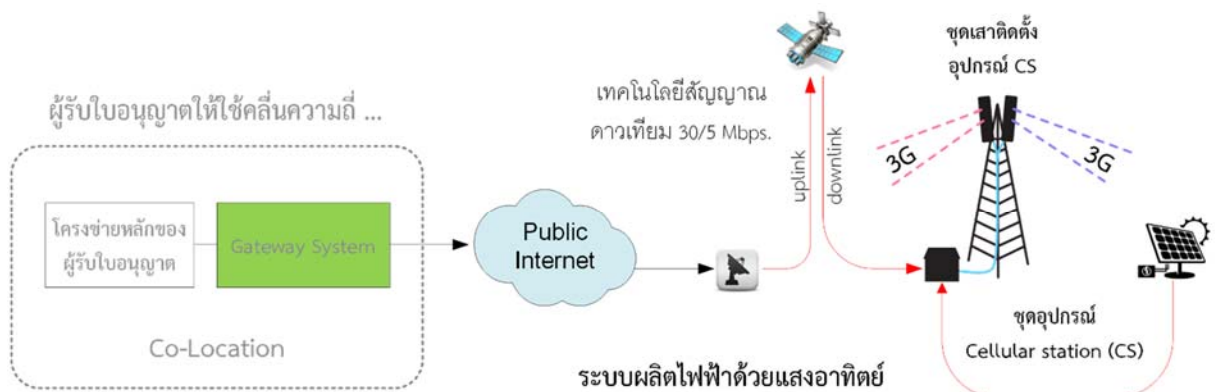 ผู้รับใบอนุญาตให้ใช้คลื่นความถี่ ...
โครงข่ายหลักของ
ผู้รับใบอนุญาต
Gateway System
Co-Location
Public
Internet
เทคโนโลยีสัญญาณ
ดาวเทียม 30/5 Mbps.
uplink
downlink
ชุดเสาติดตั้ง
อุปกรณ์ CS
3G
3G
ชุดอุปกรณ์
Cellular station (CS)
ระบบผลิตไฟฟ้าด้วยแสงอาทิตย์